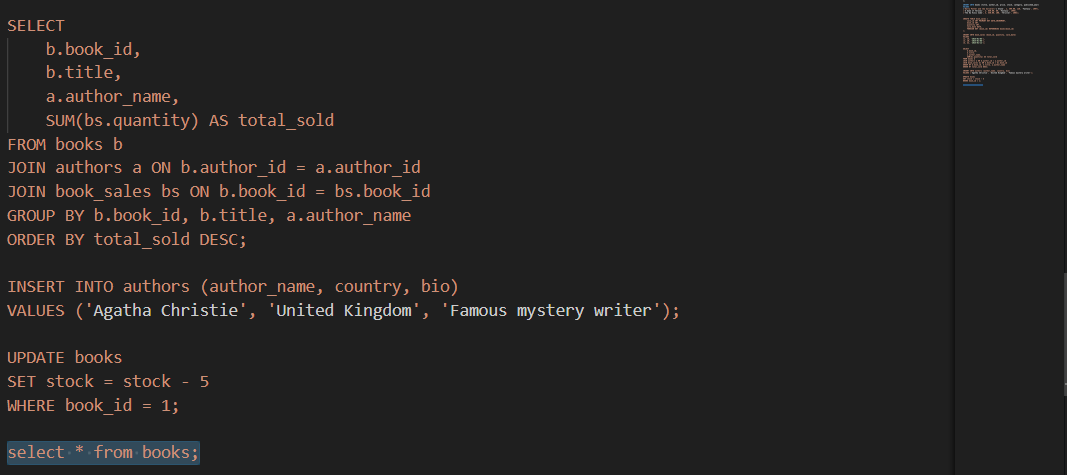 SELECT
b.book_id,
b.title,
a.author_name,
SUM(bs.quantity) AS total_sold
FROM books b
JOIN authors a ON b.author_id = a.author_id
JOIN book_sales bs ON b.book_id = bs.book_id
GROUP BY b.book_id, b.title, a.author_name
ORDER BY total_sold DESC;
INSERT INTO authors (author_name, country, bio)
VALUES ('Agatha Christie', 'United Kingdom', 'Famous mystery writer');
UPDATE books
SET stock = stock - 5
WHERE book_id = 1;
select * from books;